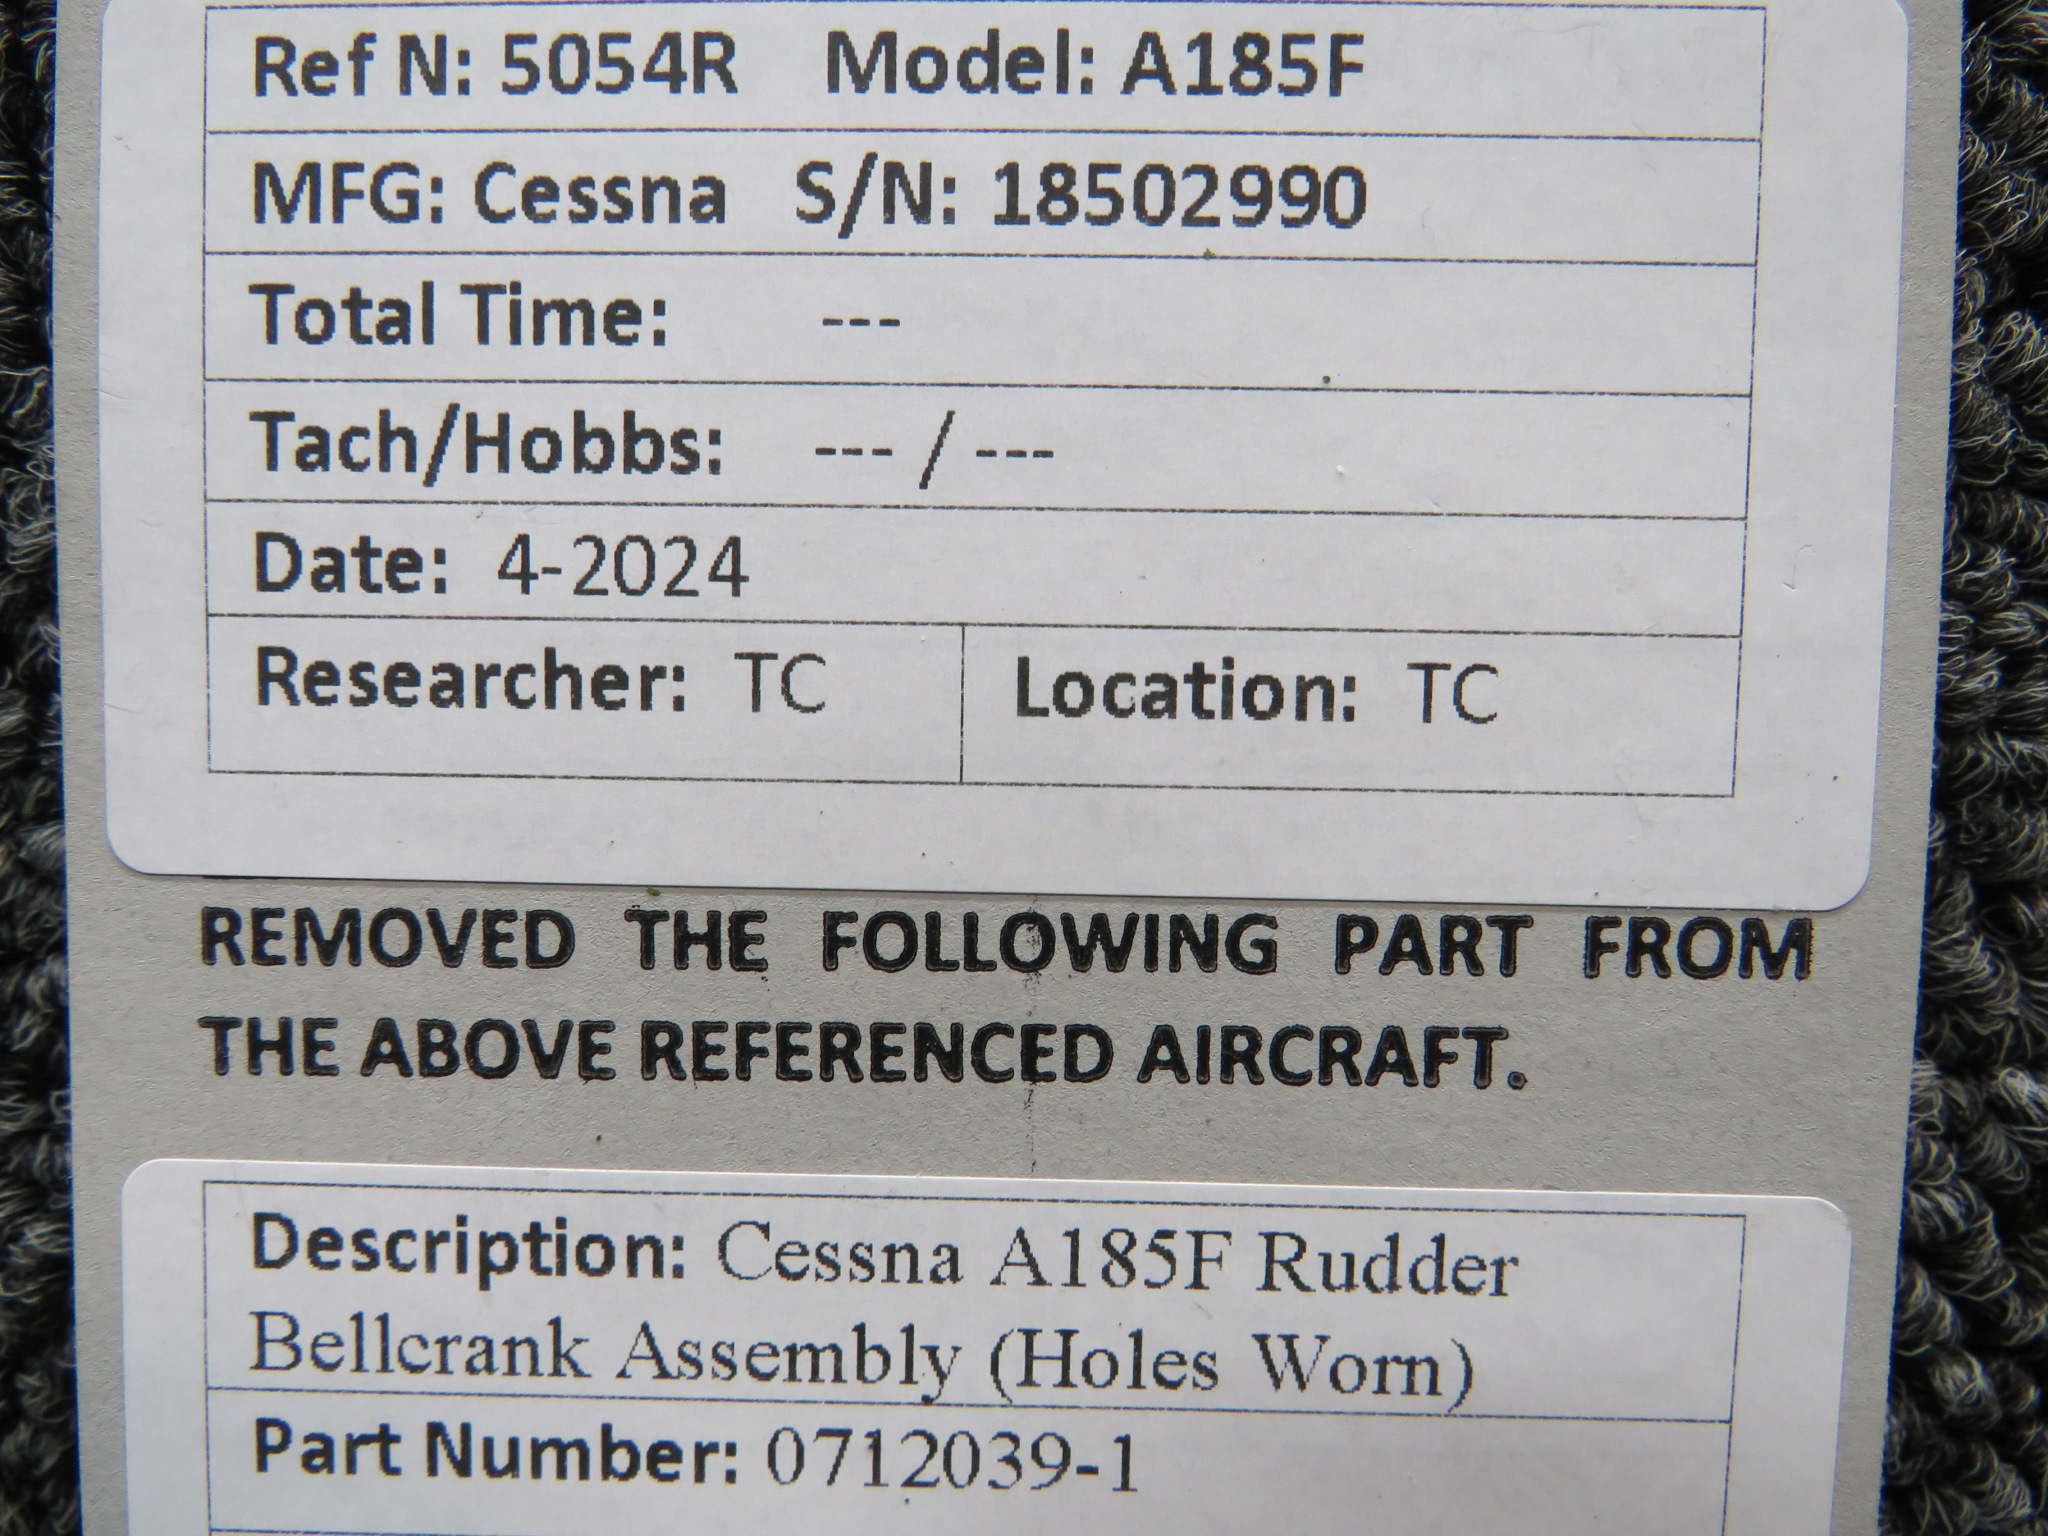 Ref N: 5054R Model: A185F
MFG: Cessna S/N: 18502990
Total Time: ---
Tach/Hobbs: --- / ---
Date: 4-2024
Researcher: TC Location: TC
REMOVED THE FOLLOWING PART FROM
THE ABOVE REFERENCED AIRCRAFT.
Description: Cessna A185F Rudder
Bellcrank Assembly (Holes Worn)
Part Number: 0712039-1